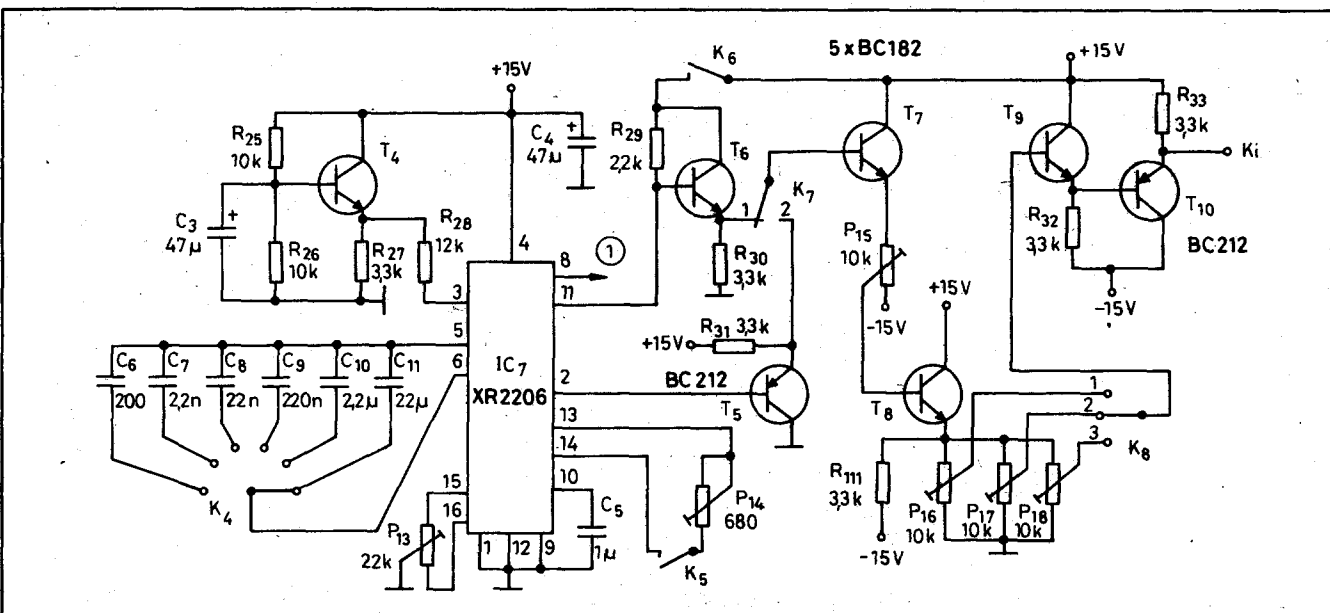 5xBC182
K6
+15V
+15V
R25
10k
T4
C4
47µ
+
R29
2,2k
T6
T7
T9
R33
3,3k
Ki
C3
47µ
+
R26
10k
R27
3,3k
R28
12k
K7
1
2
R30
3,3k
P15
10k
-15V
R32
3,3k
T10
BC212
-15V
4
8
1
11
3
5
6
IC7
XR2206
2
13
14
10
15
16
1
12
9
C6
200
C7
2,2n
C8
22n
C9
220n
C10
2,2µ
C11
22µ
K4
P13
22k
C5
1µ
R31
3,3k
+15V
BC212
T5
P14
680
K5
+15V
T8
R111
3,3k
-15V
P16
10k
P17
10k
P18
10k
1
2
3
K8